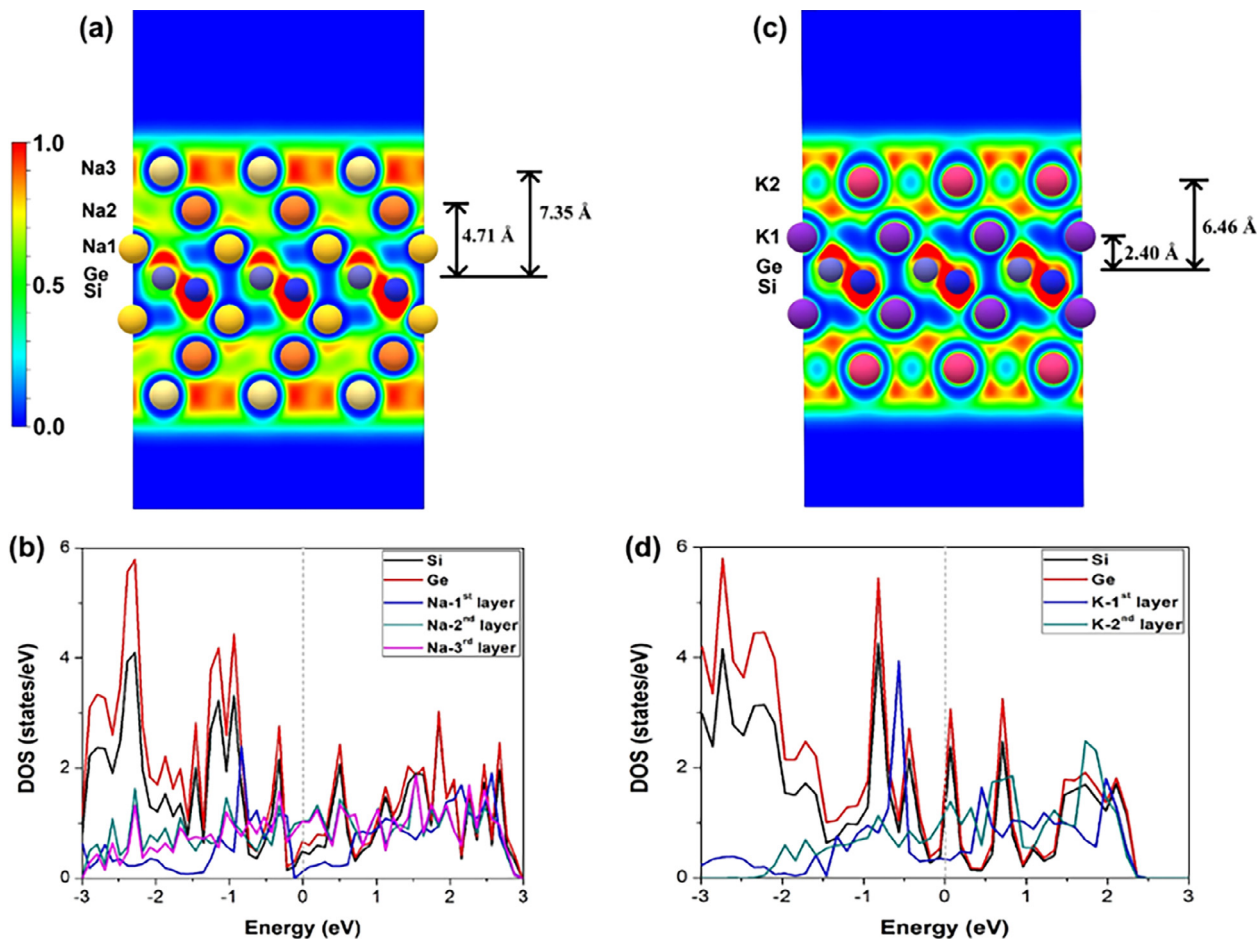 (a)
1.0
0.5
0.0
Na3
Na2
Na1
Ge
Si
4.71 Å
7.35 Å
(c)
K2
K1
Ge
Si
2.40 Å
6.46 Å
(b)
DOS (states/eV)
6
4
2
0
Si
Ge
Na-1st layer
Na-2nd layer
Na-3rd layer
-3 -2 -1 0 1 2 3
Energy (eV)
(d)
DOS (states/eV)
6
4
2
0
Si
Ge
K-1st layer
K-2nd layer
-3 -2 -1 0 1 2 3
Energy (eV)